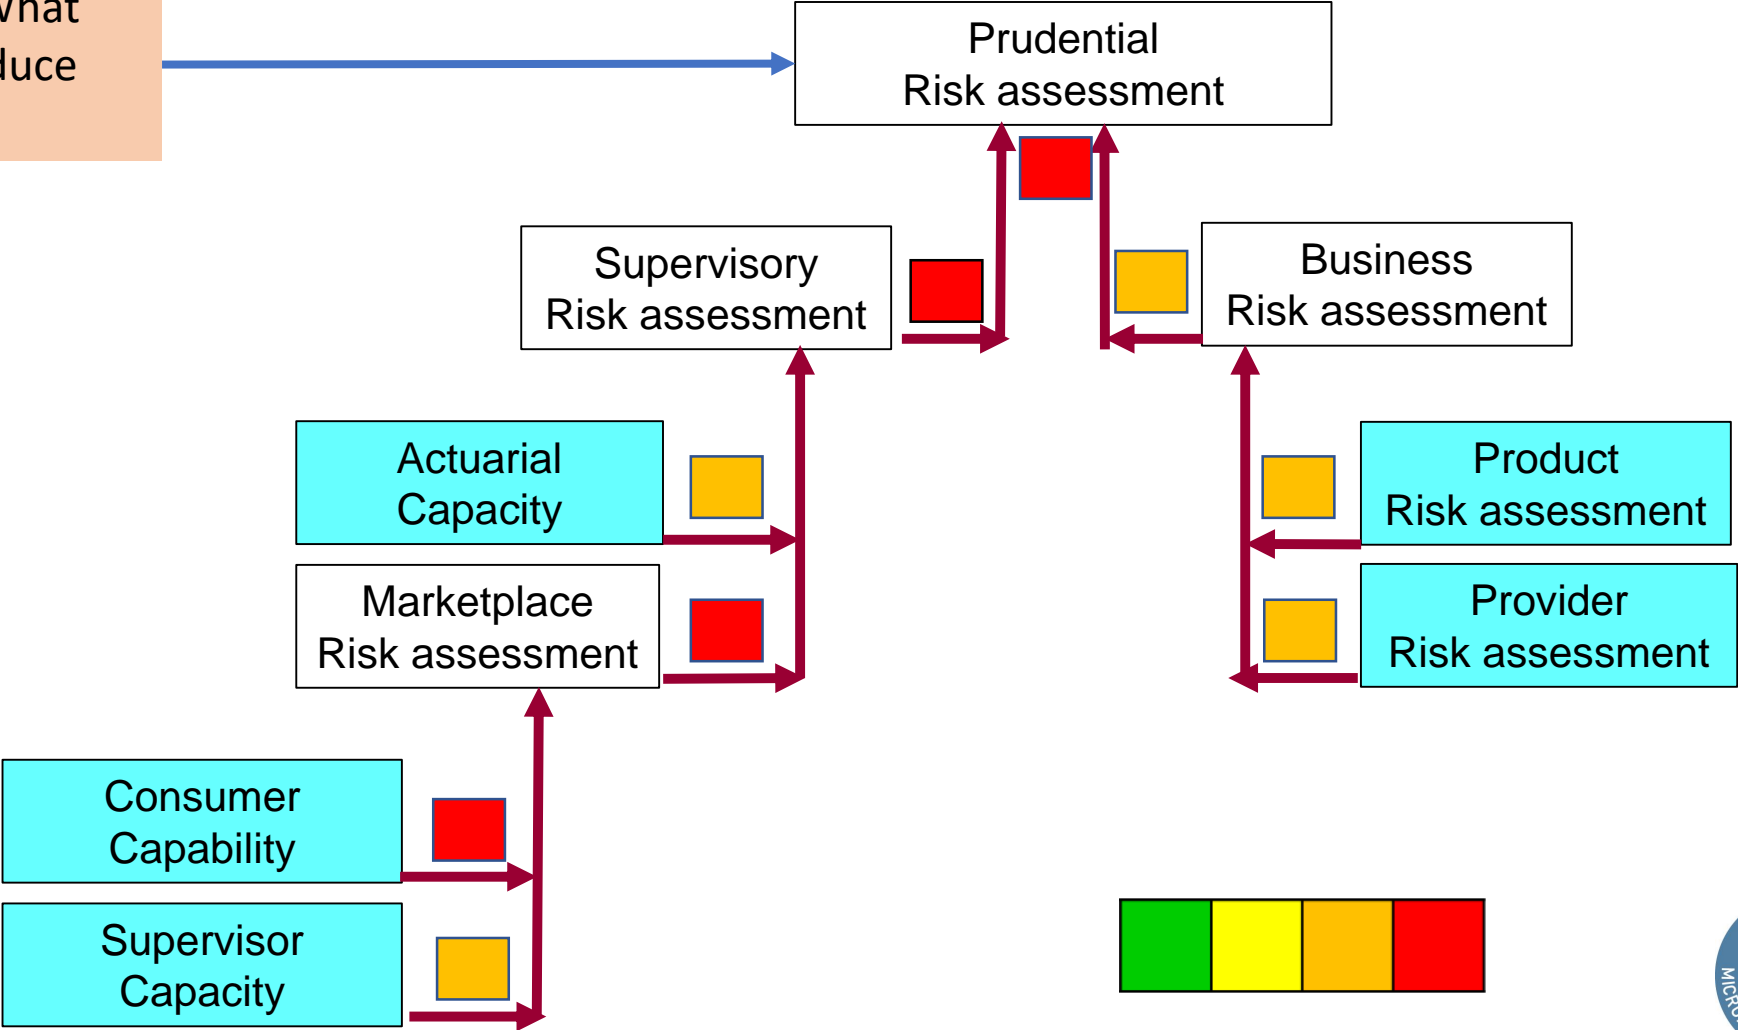 Prudential
Risk assessment
Supervisory
Risk assessment
Business
Risk assessment
Actuarial
Capacity
Product
Risk assessment
Marketplace
Risk assessment
Provider
Risk assessment
Consumer
Capability
Supervisor
Capacity